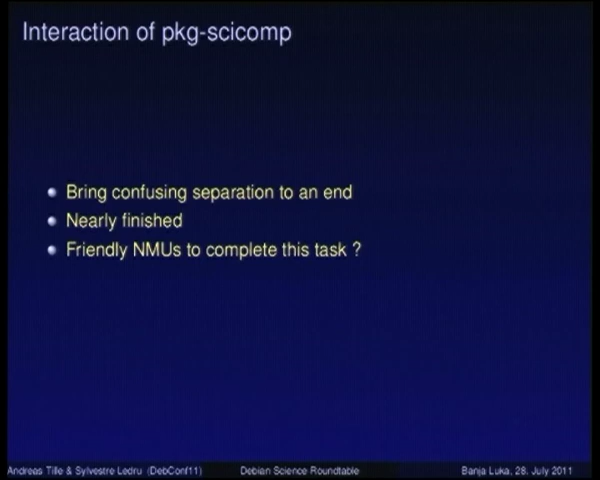 Interaction of pkg-scicomp
Bring confusing separation to an end
Nearly finished
Friendly NMUs to complete this task ?
Andreas Tille & Sylvestre Ledru (DebConf11)
Debian Science Roundtable
Banja Luka, 28. July 2011